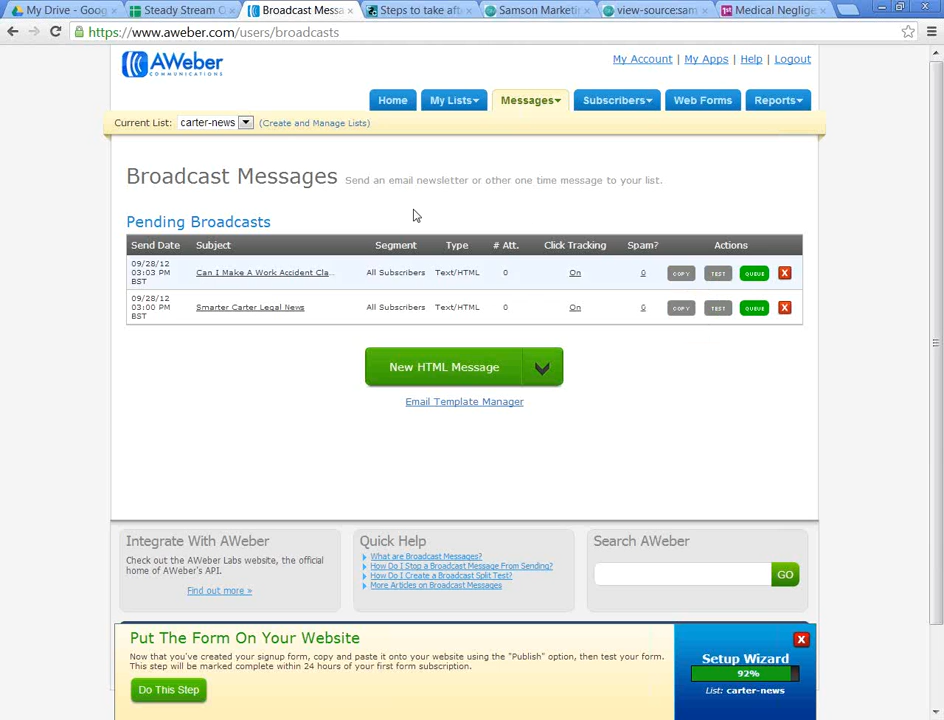 My Drive - Goog
Steady Stream O
Broadcast Messa
Steps to take aft
Samson Marketi
view-source:sam
Medical Neglige
https://www.aweber.com/users/broadcasts
AWeber
COMMUNICATIONS
My Account | My Apps | Help | Logout
Home
My Lists
Messages
Subscribers
Web Forms
Reports
Current List: carter-news (Create and Manage Lists)
Broadcast Messages Send an email newsletter or other one time message to your list.
Pending Broadcasts
Send Date Subject Segment Type # Att. Click Tracking Spam? Actions
09/28/12
03:03 PM
BST
Can I Make A Work Accident Cla... All Subscribers Text/HTML 0 On 0 COPY TEST QUEUE X
09/28/12
03:00 PM
BST
Smarter Carter Legal News All Subscribers Text/HTML 0 On 0 COPY TEST QUEUE X
New HTML Message
Email Template Manager
Integrate With AWeber
Check out the AWeber Labs website, the official
home of AWeber's API.
Find out more »
Quick Help
What are Broadcast Messages?
How Do I Stop a Broadcast Message From Sending?
How Do I Create a Broadcast Split Test?
More Articles on Broadcast Messages
Search AWeber
GO
Put The Form On Your Website
Now that you've created your signup form, copy and paste it onto your website using the "Publish" option, then test your form.
This step will be marked complete within 24 hours of your first form subscription.
Do This Step
X
Setup Wizard
92%
List: carter-news